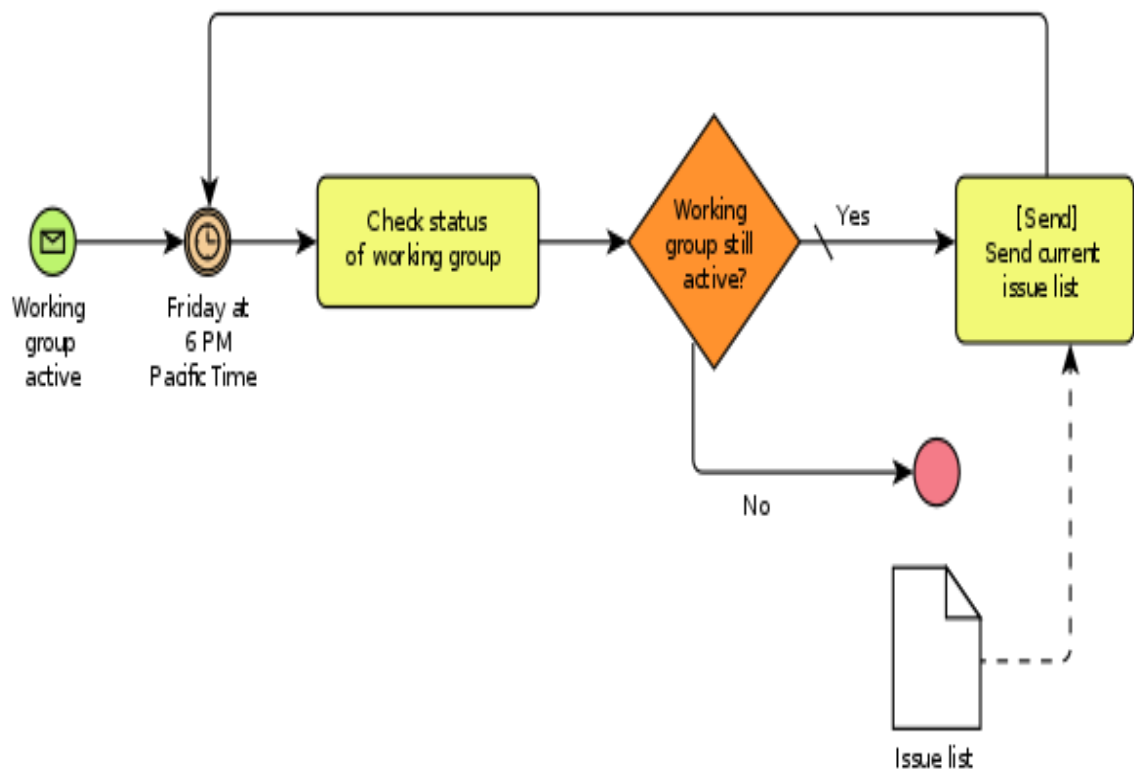 Working
group
active
Friday at
6 PM
Pacific Time
Check status
of working group
Working
group still
active?
Yes
No
[Send]
Send current
issue list
Issue list